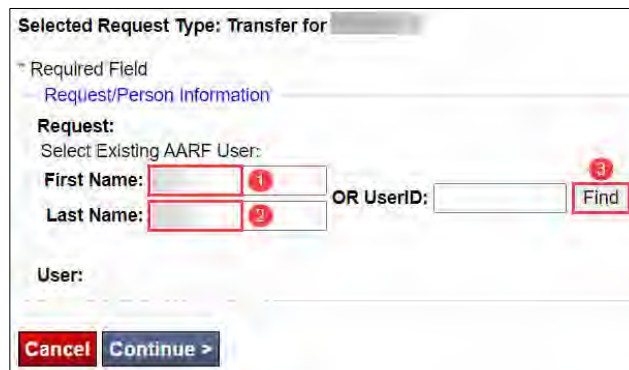 Selected Request Type: Transfer for
* Required Field
Request/Person Information
Request:
Select Existing AARF User:
3
First Name: 1 OR UserID: Find
Last Name: 2
User:
Cancel Continue >